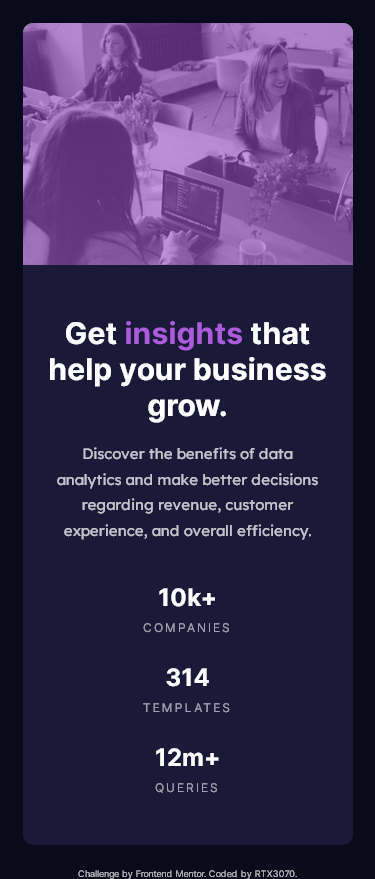 Get insights that
help your business
grow.
Discover the benefits of data
analytics and make better decisions
regarding revenue, customer
experience, and overall efficiency.
10k+
COMPANIES
314
TEMPLATES
12m+
QUERIES
Challenge by Frontend Mentor. Coded by RTX3070.